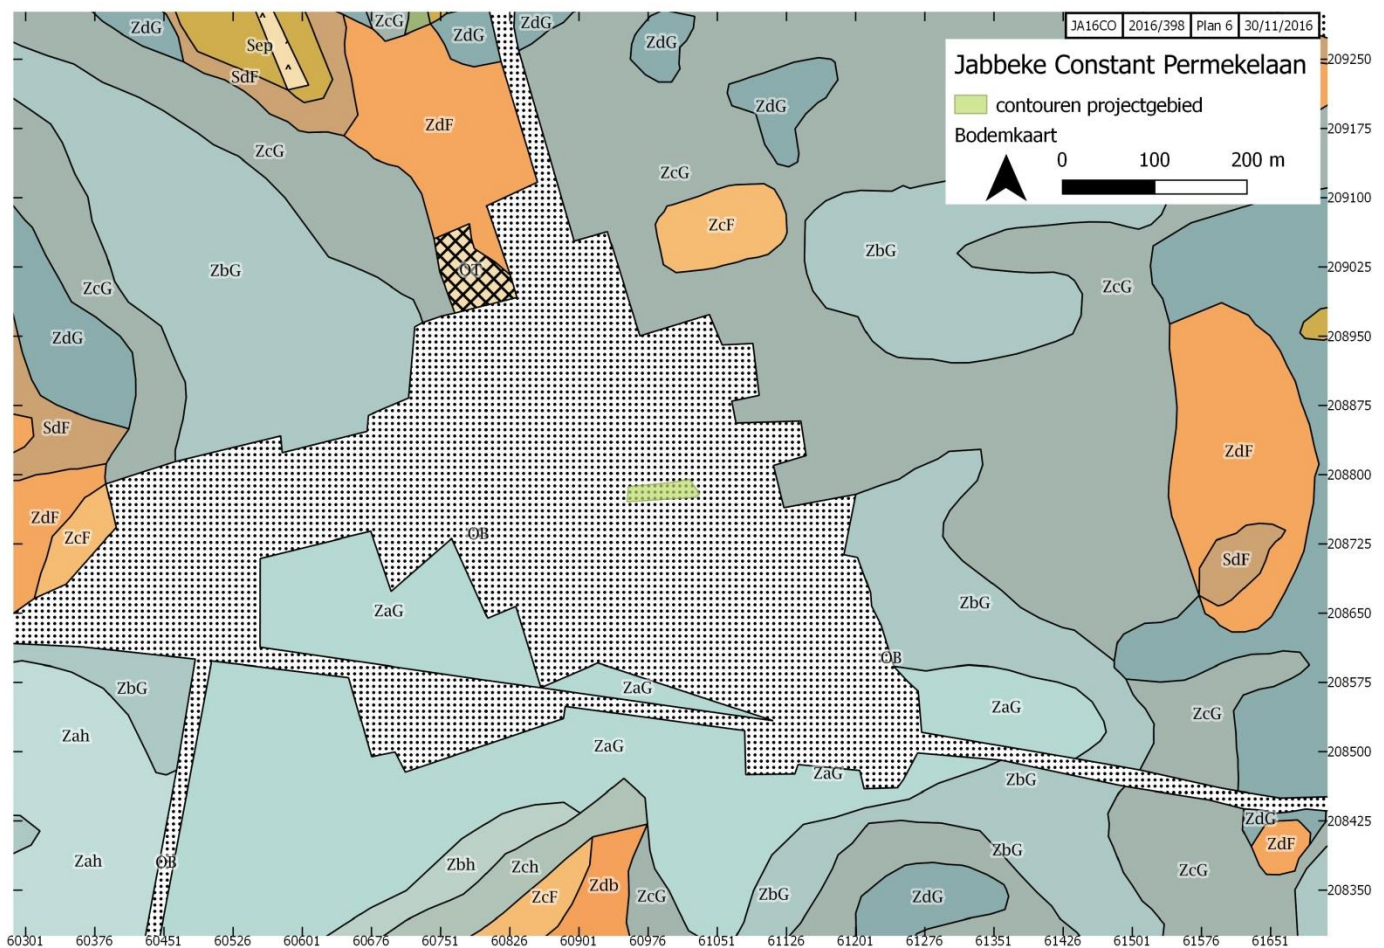 JA16CO 2016/398 Plan 6 30/11/2016
Jabbeke Constant Permekelaan
contouren projectgebied
Bodemkaart
0 100 200 m
ZdG
Sep
SdF
ZcG
ZdG
ZdG
ZdG
ZdG
ZdF
ZcG
ZcG
ZcF
ZbG
ZbG
OT
ZcG
ZcG
ZdG
SdF
ZdF
ZdF
ZcF
OB
SdF
ZaG
ZbG
OB
ZbG
ZaG
ZaG
ZcG
Zah
ZaG
ZaG
ZbG
ZdG
ZdF
Zah
OB
Zbh
Zch
ZcF
Zdb
ZcG
ZbG
ZbG
ZdG
ZcG
209250
209175
209100
209025
208950
208875
208800
208725
208650
208575
208500
208425
208350
60301 60376 60451 60526 60601 60676 60751 60826 60901 60976 61051 61126 61201 61276 61351 61426 61501 61576 61651